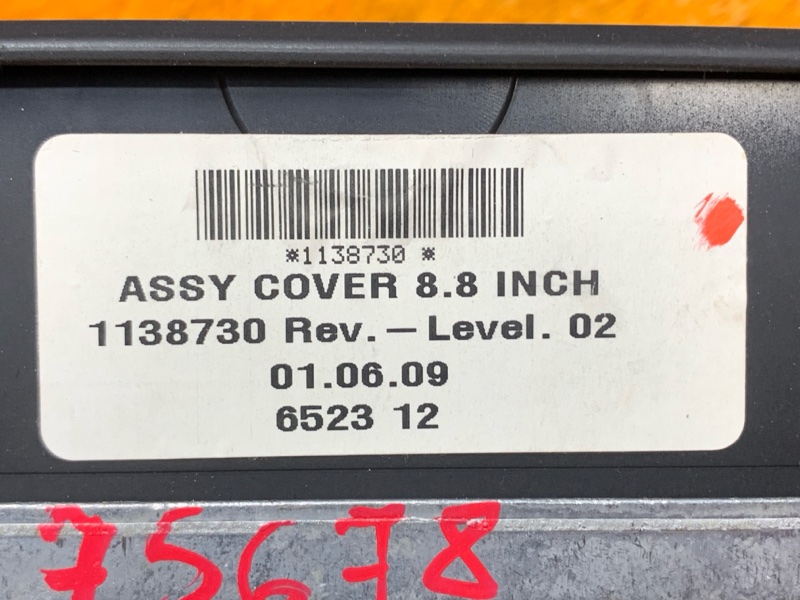 *1138730 *
ASSY COVER 8.8 INCH
1138730 Rev. – Level. 02
01.06.09
6523 12
75678